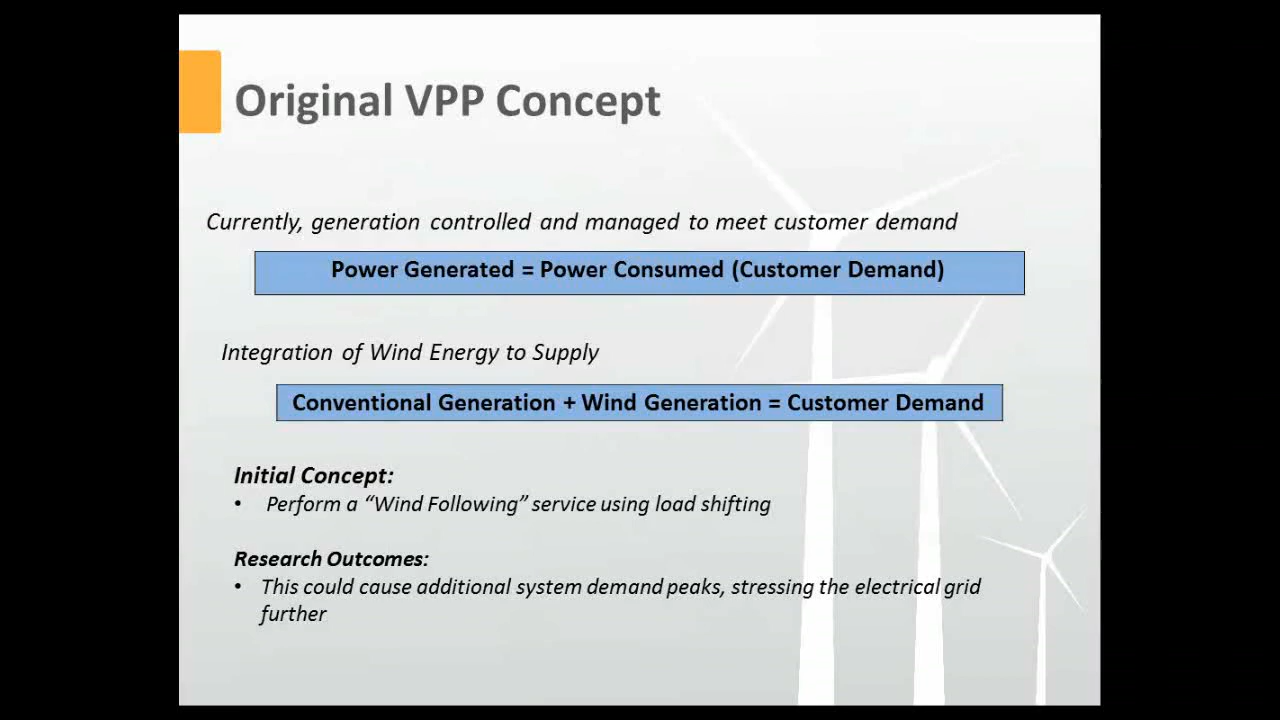 Original VPP Concept
Currently, generation controlled and managed to meet customer demand
Power Generated = Power Consumed (Customer Demand)
Integration of Wind Energy to Supply
Conventional Generation + Wind Generation = Customer Demand
Initial Concept:
• Perform a “Wind Following” service using load shifting
Research Outcomes:
• This could cause additional system demand peaks, stressing the electrical grid
further